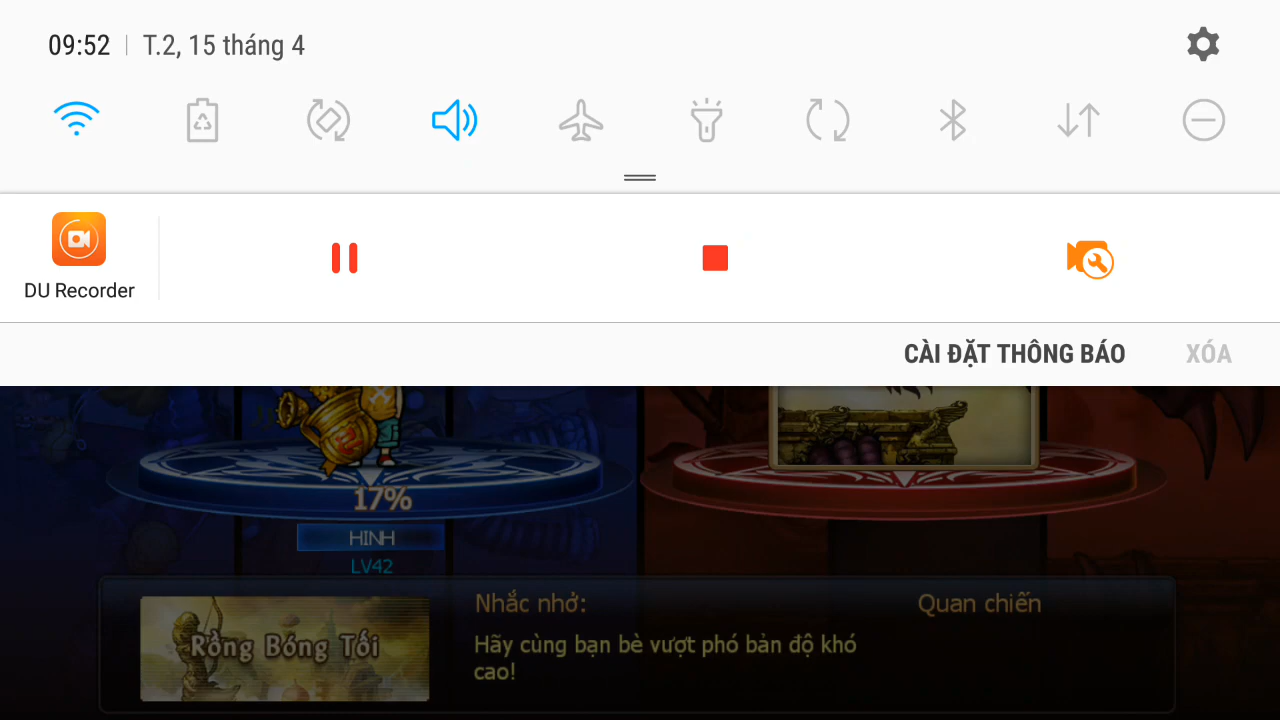 09:52 | T.2, 15 tháng 4
DU Recorder
CÀI ĐẶT THÔNG BÁO
XÓA
17%
HINH
LV42
Nhắc nhở:
Quan chiến
Rồng Bóng Tối
Hãy cùng bạn bè vượt phó bản độ khó
cao!